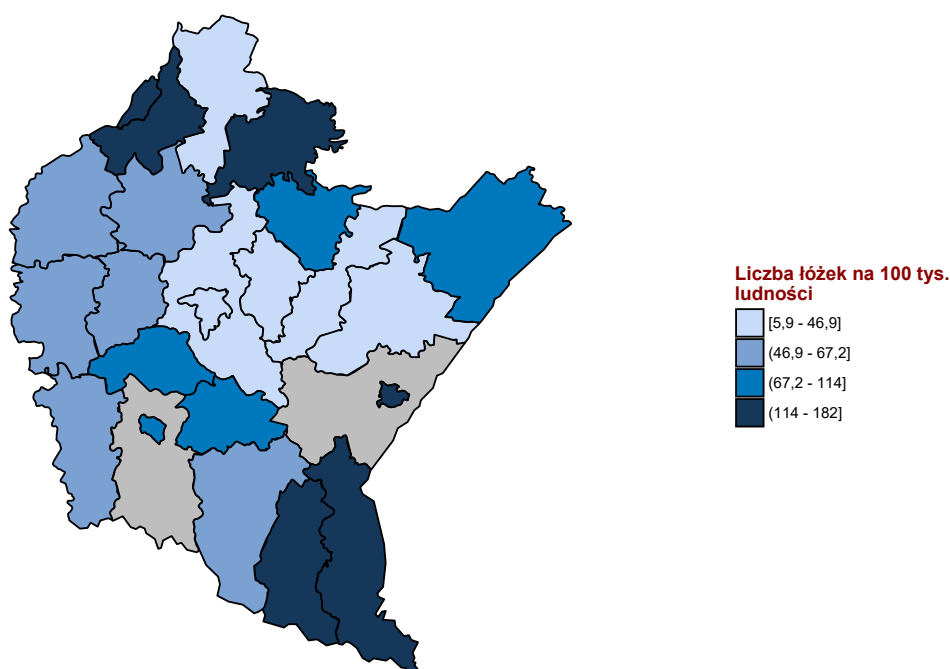 Liczba łóżek na 100 tys.
ludności
[5,9 - 46,9]
(46,9 - 67,2]
(67,2 - 114]
(114 - 182]